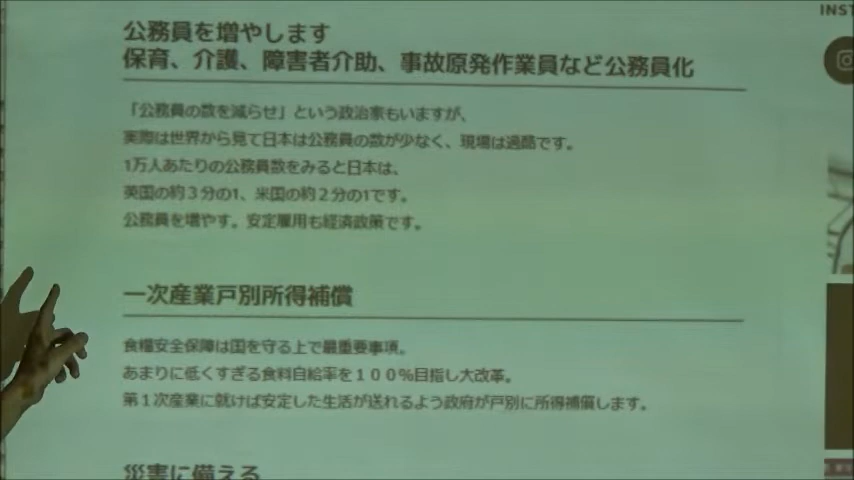 公務員を増やします
保育、介護、障害者介助、事故原発作業員など公務員化
「公務員の数を減らせ」という政治家もいますが、
実際は世界から見て日本は公務員の数が少なく、現場は過酷です。
1万人あたりの公務員数をみると日本は、
英国の約３分の1、米国の約２分の1です。
公務員を増やす。安定雇用も経済政策です。
一次産業戸別所得補償
食糧安全保障は国を守る上で最重要事項。
あまりに低くすぎる食料自給率を１００％目指し大改革。
第１次産業に就けば安定した生活が送れるよう政府が戸別に所得補償します。
災害に備える
INST